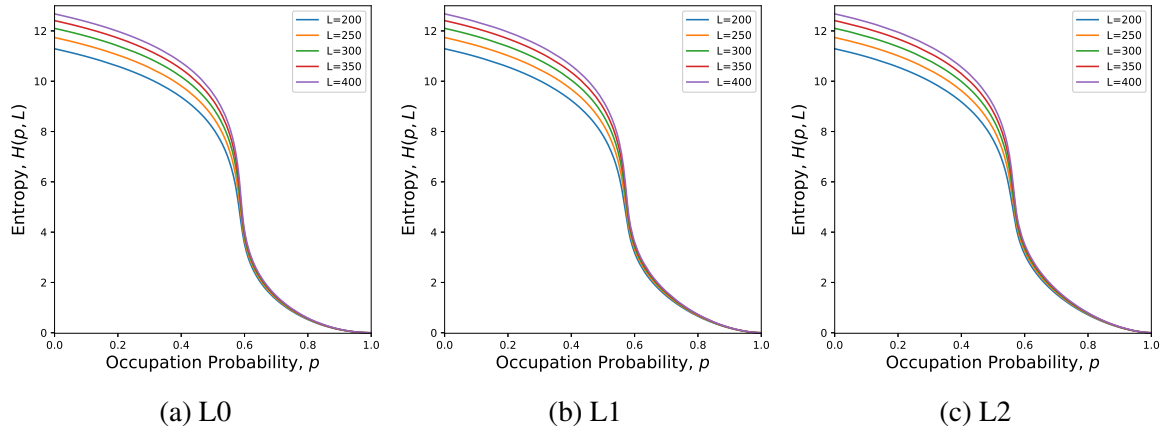 12
10
8
6
4
2
0
Entropy, H(p, L)
0.0 0.2 0.4 0.6 0.8 1.0
Occupation Probability, p
L=200
L=250
L=300
L=350
L=400
(a) L0
12
10
8
6
4
2
0
Entropy, H(p, L)
0.0 0.2 0.4 0.6 0.8 1.0
Occupation Probability, p
L=200
L=250
L=300
L=350
L=400
(b) L1
12
10
8
6
4
2
0
Entropy, H(p, L)
0.0 0.2 0.4 0.6 0.8 1.0
Occupation Probability, p
L=200
L=250
L=300
L=350
L=400
(c) L2